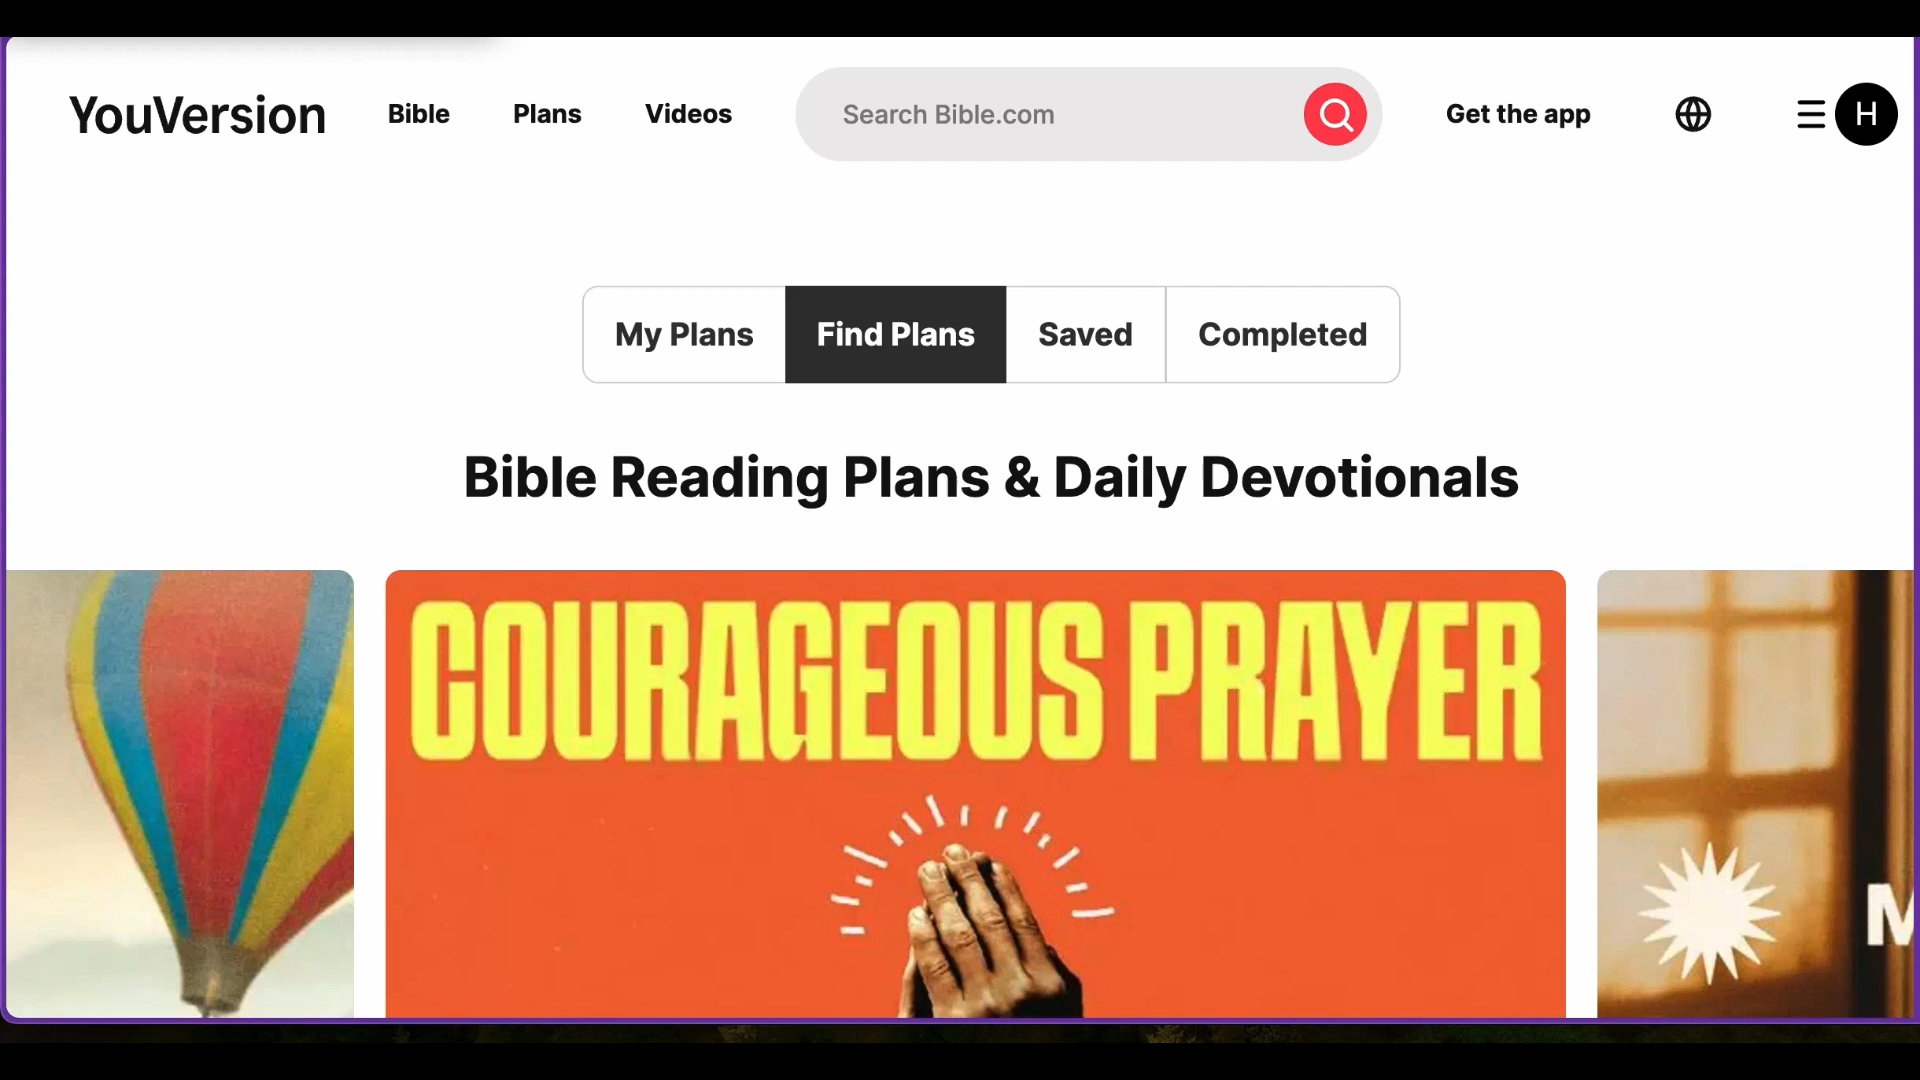 YouVersion Bible Plans Videos Search Bible.com Get the app H
My Plans Find Plans Saved Completed
Bible Reading Plans & Daily Devotionals
COURAGEOUS PRAYER